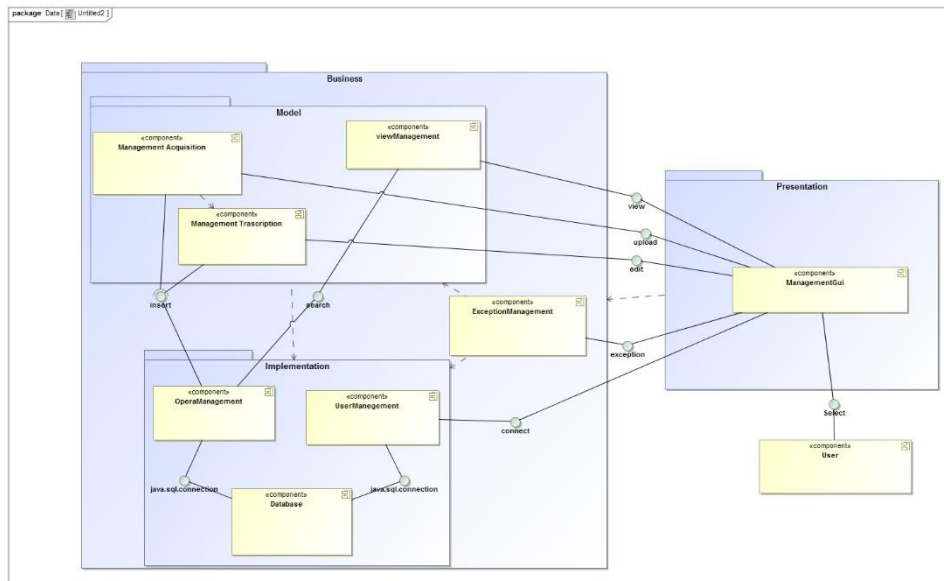 package Data [ Untitled2 ]
Business
Model
«component»
Management Acquisition
«component»
viewManagement
«component»
Management Trascription
Presentation
view
upload
edit
«component»
ManagementGui
insert
search
«component»
ExceptionManagement
exception
Implementation
«component»
OperaManagement
«component»
UserManegement
connect
Select
«component»
User
java.sql.connection
java.sql.connection
«component»
Database